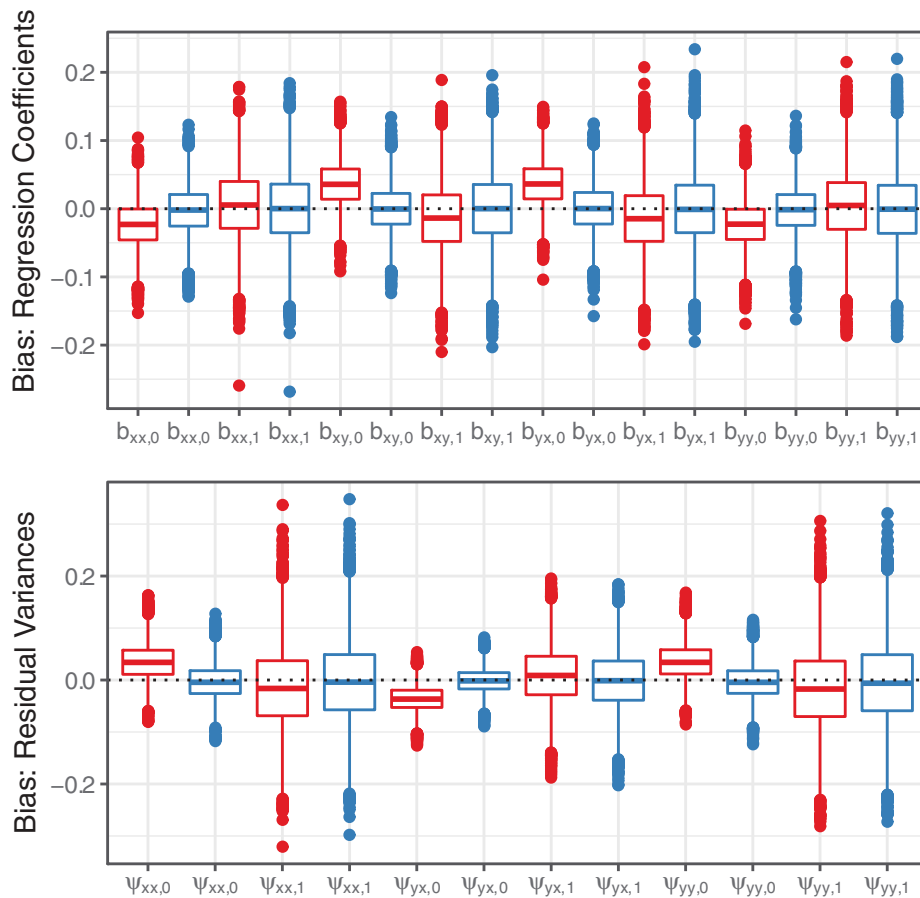 Bias: Regression Coefficients
0.2
0.1
0.0
−0.1
−0.2
bxx,0 bxx,0 bxx,1 bxx,1 bxy,0 bxy,0 bxy,1 bxy,1 byx,0 byx,0 byx,1 byx,1 byy,0 byy,0 byy,1 byy,1
Bias: Residual Variances
0.2
0.0
−0.2
ψxx,0 ψxx,0 ψxx,1 ψxx,1 ψyx,0 ψyx,0 ψyx,1 ψyx,1 ψyy,0 ψyy,0 ψyy,1 ψyy,1